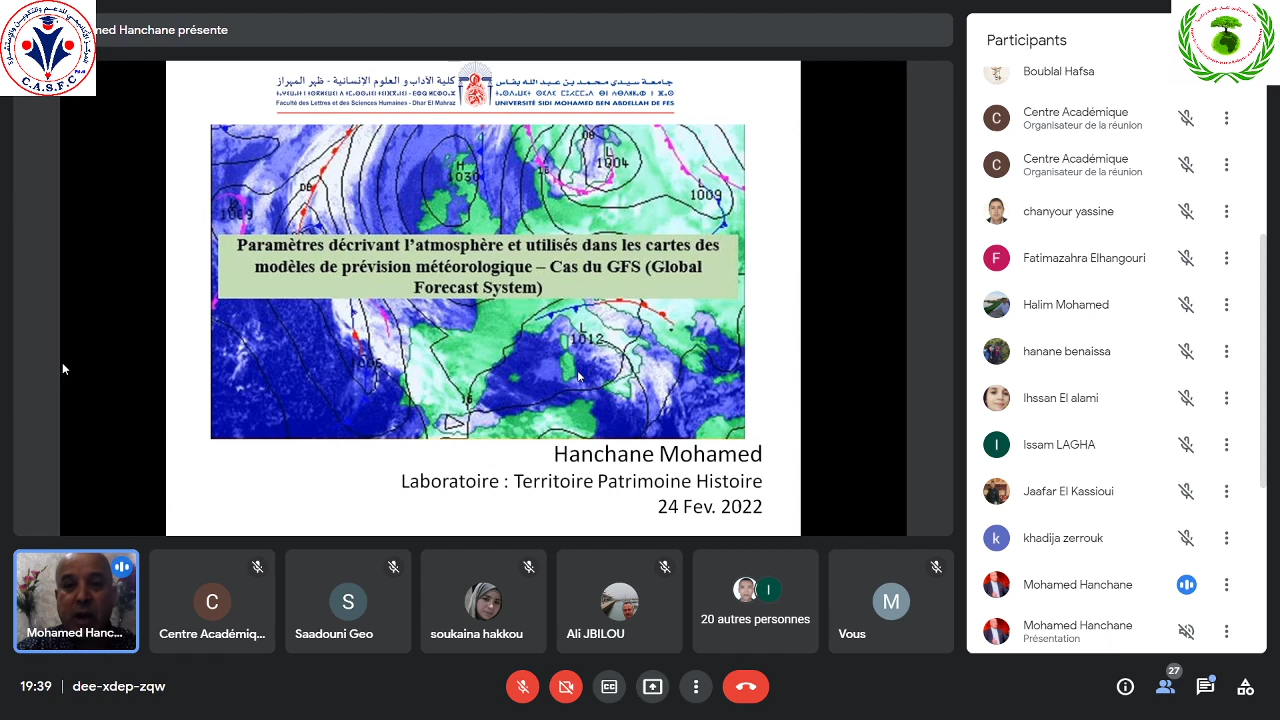 ned Hanchane présente
Participants
C.A.S.F.C
كلية الآداب و العلوم الإنسانية - ظهر المهراز
جامعة سيدي محمد بن عبد الله بفاس
Faculté des Lettres et des Sciences Humaines - Dhar El Mahraz
UNIVERSITÉ SIDI MOHAMED BEN ABDELLAH DE FES
H
1030
L
1004
L
1009
1009
Paramètres décrivant l'atmosphère et utilisés dans les cartes des
modèles de prévision météorologique – Cas du GFS (Global
Forecast System)
L
1012
16
Hanchane Mohamed
Laboratoire : Territoire Patrimoine Histoire
24 Fev. 2022
Boublal Hafsa
C
Centre Académique
Organisateur de la réunion
C
Centre Académique
Organisateur de la réunion
chanyour yassine
F
Fatimazahra Elhangouri
Halim Mohamed
hanane benaissa
Ihssan El alami
I
Issam LAGHA
Jaafar El Kassioui
k
khadija zerrouk
Mohamed Hanchane
Mohamed Hanchane
Présentation
Mohamed Hanc...
C
Centre Académiq...
S
Saadouni Geo
soukaina hakkou
Ali JBILOU
I
20 autres personnes
M
Vous
19:39 | dee-xdep-zqw
27